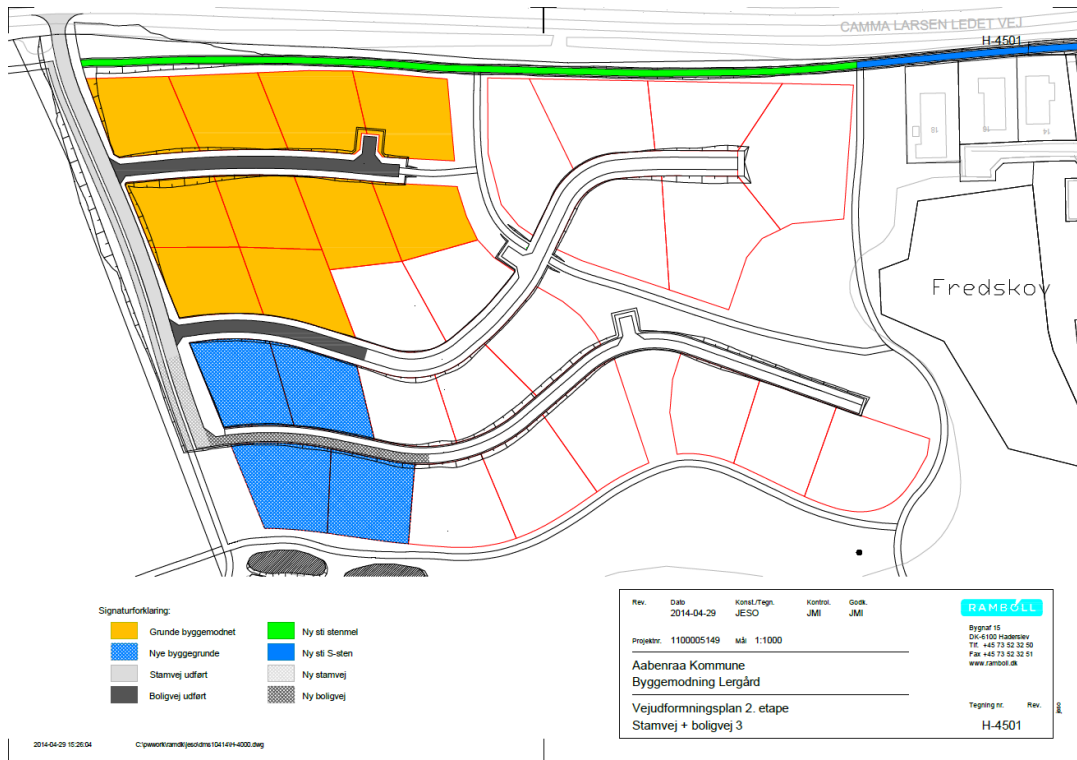 CAMMA LARSEN LEDET VEJ
H-4501
18
16
14
Fredskov
Signaturforklaring:
Grunde byggemodnet
Nye byggegrunde
Stamvej udført
Boligvej udført
Ny sti stenmel
Ny sti S-sten
Ny stamvej
Ny boligvej
Rev. Dato Konst./Tegn. Kontrol. Godk.
2014-04-29 JESO JMI JMI
Projektnr. 1100005149 Mål 1:1000
Aabenraa Kommune
Byggemodning Lergård
Vejudformningsplan 2. etape
Stamvej + boligvej 3
RAMBOLL
Bygnaf 15
DK-6100 Haderslev
Tlf. +45 73 52 32 50
Fax +45 73 52 32 51
www.ramboll.dk
Tegning nr. Rev.
H-4501
jeso
2014-04-29 15:26:04